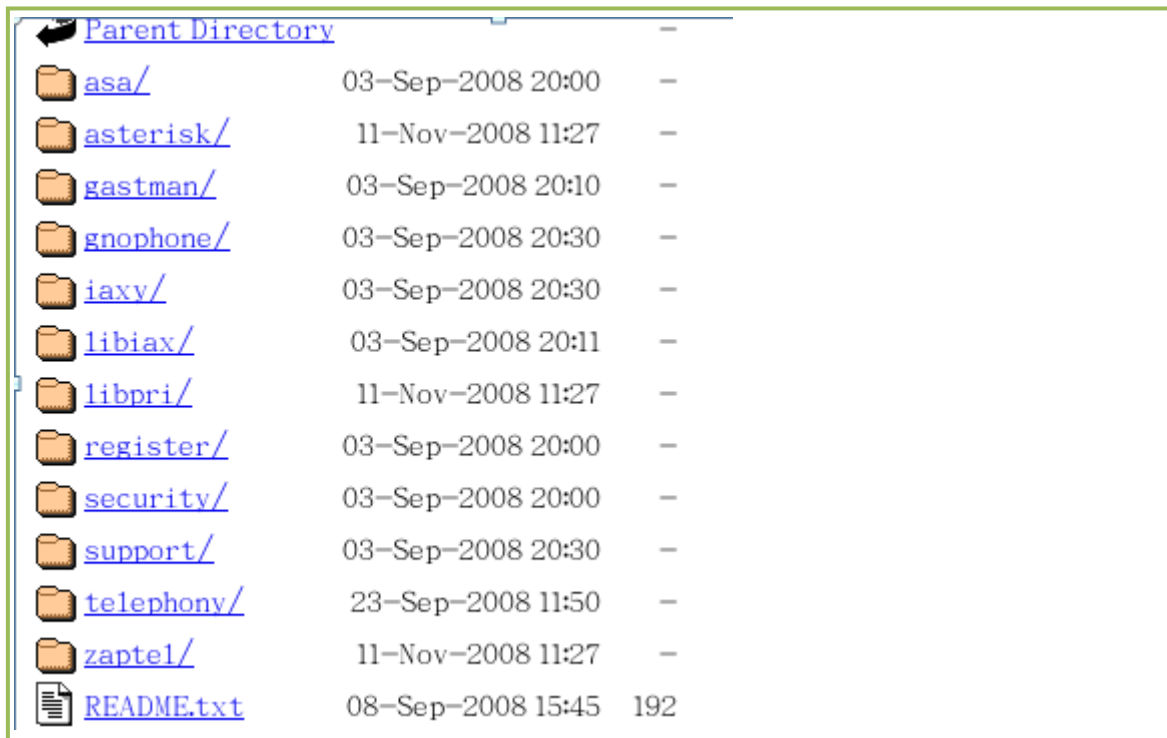 Parent Directory -
asa/ 03-Sep-2008 20:00 -
asterisk/ 11-Nov-2008 11:27 -
gastman/ 03-Sep-2008 20:10 -
gnophone/ 03-Sep-2008 20:30 -
iaxy/ 03-Sep-2008 20:30 -
libiax/ 03-Sep-2008 20:11 -
libpri/ 11-Nov-2008 11:27 -
register/ 03-Sep-2008 20:00 -
security/ 03-Sep-2008 20:00 -
support/ 03-Sep-2008 20:30 -
telephony/ 23-Sep-2008 11:50 -
zaptel/ 11-Nov-2008 11:27 -
README.txt 08-Sep-2008 15:45 192